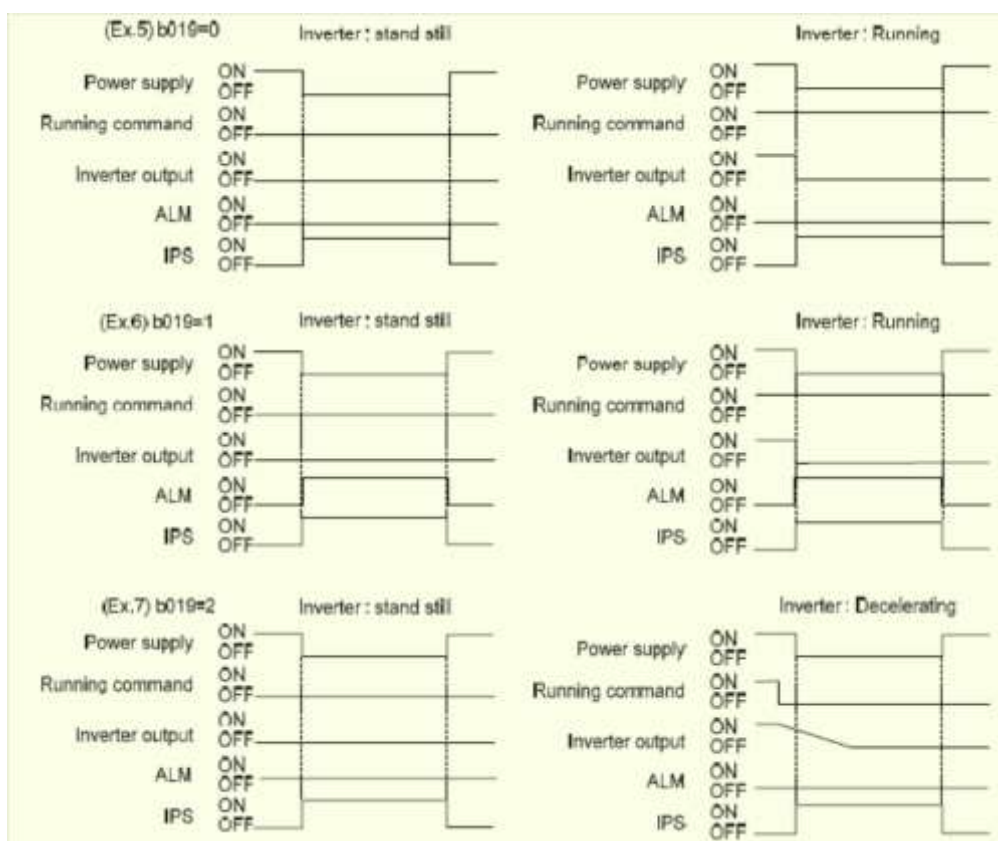 (Ex.5) b019=0 Inverter : stand still Inverter : Running
Power supply ON OFF Power supply ON OFF
Running command ON OFF Running command ON OFF
Inverter output ON OFF Inverter output ON OFF
ALM ON OFF ALM ON OFF
IPS ON OFF IPS ON OFF
(Ex.6) b019=1 Inverter : stand still Inverter : Running
Power supply ON OFF Power supply ON OFF
Running command ON OFF Running command ON OFF
Inverter output ON OFF Inverter output ON OFF
ALM ON OFF ALM ON OFF
IPS ON OFF IPS ON OFF
(Ex.7) b019=2 Inverter : stand still Inverter : Decelerating
Power supply ON OFF Power supply ON OFF
Running command ON OFF Running command ON OFF
Inverter output ON OFF Inverter output ON OFF
ALM ON OFF ALM ON OFF
IPS ON OFF IPS ON OFF